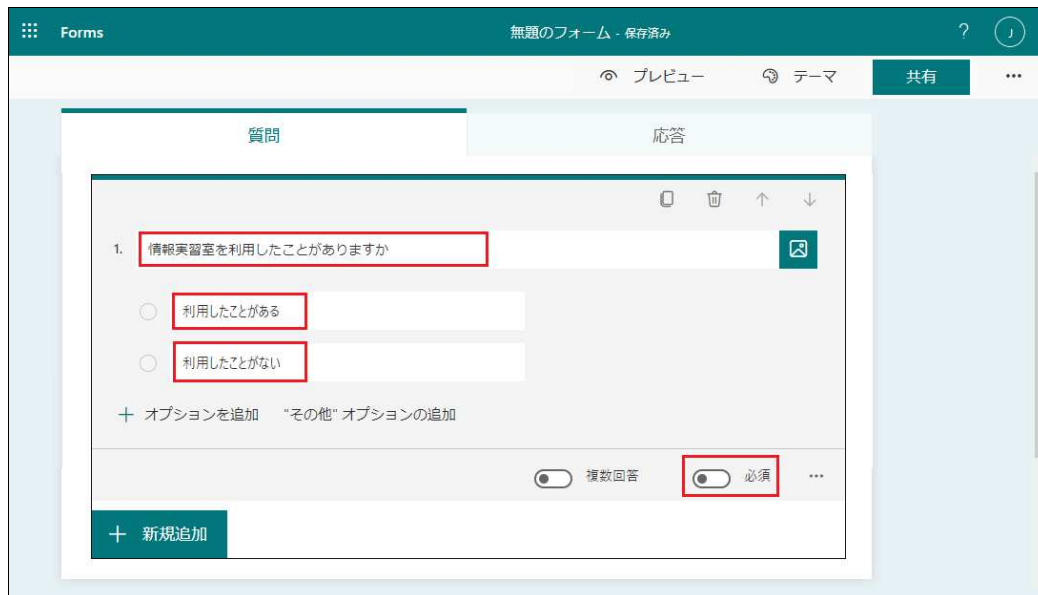 Forms 無題のフォーム - 保存済み ? J
プレビュー テーマ 共有 ...
質問 応答
1. 情報実習室を利用したことがありますか
利用したことがある
利用したことがない
+ オプションを追加 "その他" オプションの追加
複数回答 必須 ...
+ 新規追加